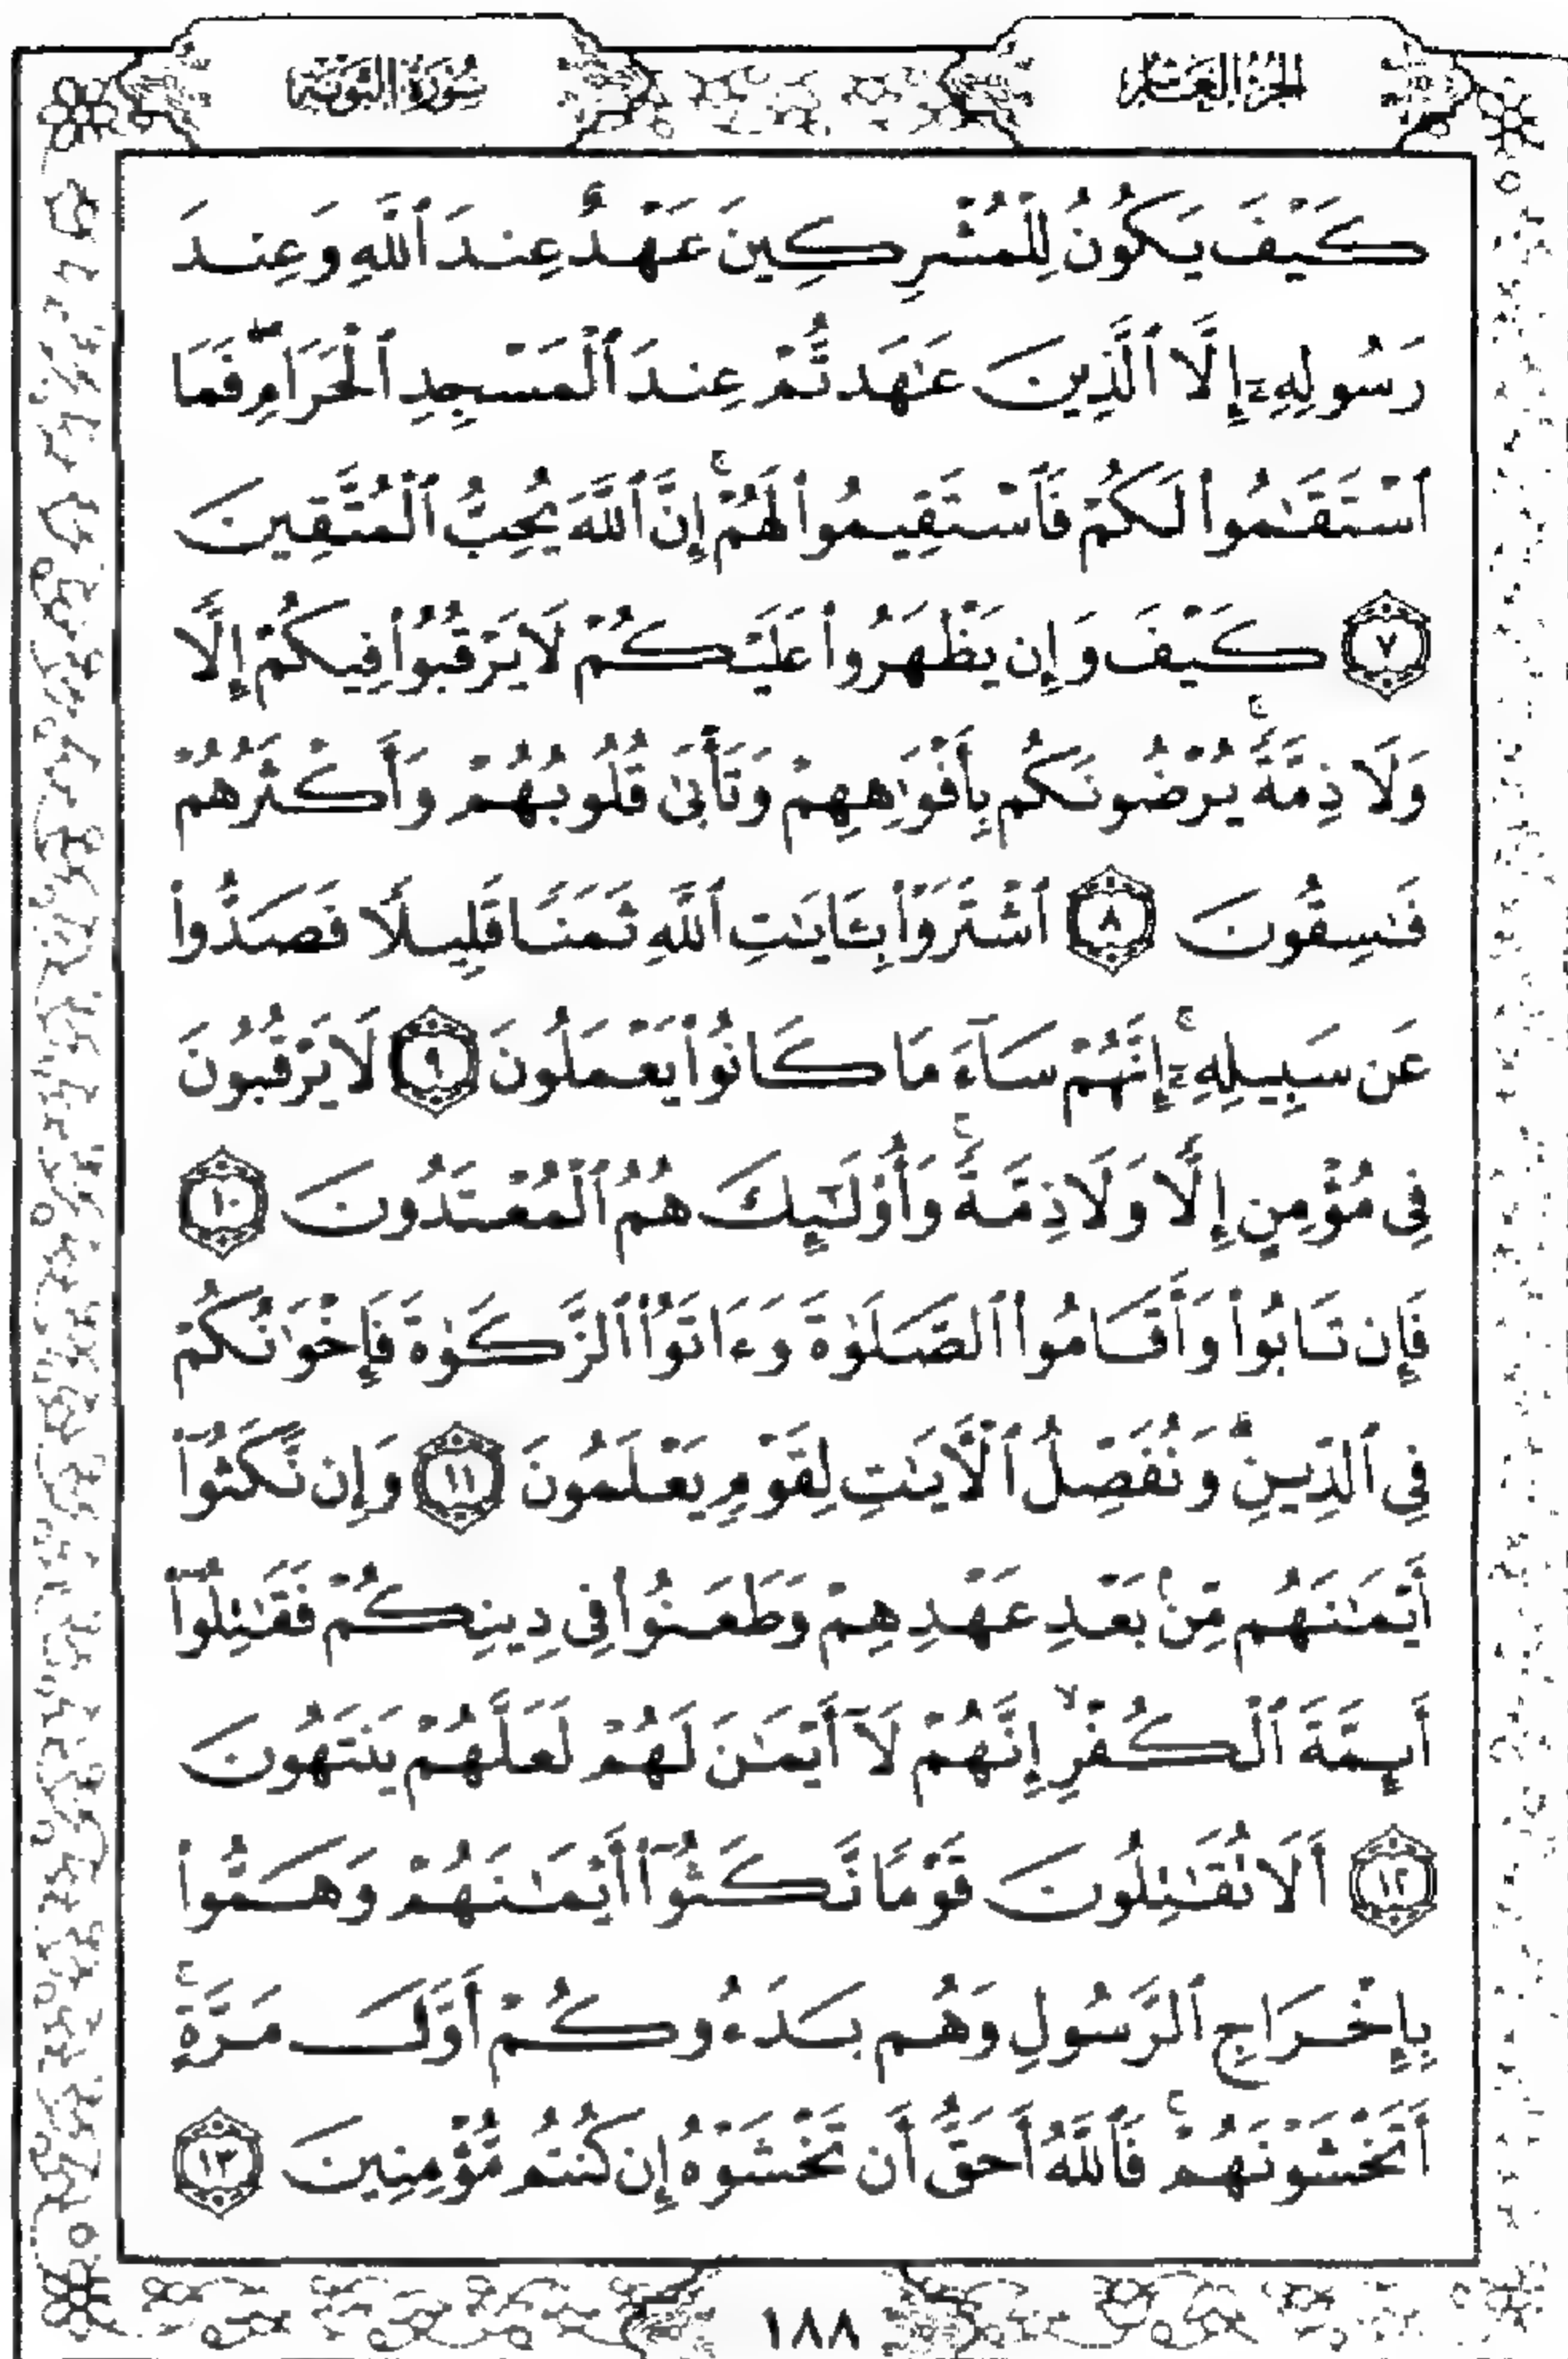 الجزء العاشر
سورة التوبة
كَيْفَ يَكُونُ لِلْمُشْرِكِينَ عَهْدٌ عِندَ ٱللَّهِ وَعِندَ
رَسُولِهِۦٓ إِلَّا ٱلَّذِينَ عَٰهَدتُّمْ عِندَ ٱلْمَسْجِدِ ٱلْحَرَامِ ۖ فَمَا
ٱسْتَقَٰمُوا۟ لَكُمْ فَٱسْتَقِيمُوا۟ لَهُمْ ۚ إِنَّ ٱللَّهَ يُحِبُّ ٱلْمُتَّقِينَ
﴿٧﴾ كَيْفَ وَإِن يَظْهَرُوا۟ عَلَيْكُمْ لَا يَرْقُبُوا۟ فِيكُمْ إِلًّا
وَلَا ذِمَّةً ۚ يُرْضُونَكُم بِأَفْوَٰهِهِمْ وَتَأْبَىٰ قُلُوبُهُمْ وَأَكْثَرُهُمْ
فَٰسِقُونَ ﴿٨﴾ ٱشْتَرَوْا۟ بِـَٔايَٰتِ ٱللَّهِ ثَمَنًا قَلِيلًا فَصَدُّوا۟
عَن سَبِيلِهِۦٓ ۚ إِنَّهُمْ سَآءَ مَا كَانُوا۟ يَعْمَلُونَ ﴿٩﴾ لَا يَرْقُبُونَ
فِى مُؤْمِنٍ إِلًّا وَلَا ذِمَّةً ۚ وَأُو۟لَٰٓئِكَ هُمُ ٱلْمُعْتَدُونَ ﴿١٠﴾
فَإِن تَابُوا۟ وَأَقَامُوا۟ ٱلصَّلَوٰةَ وَءَاتَوُا۟ ٱلزَّكَوٰةَ فَإِخْوَٰنُكُمْ
فِى ٱلدِّينِ ۗ وَنُفَصِّلُ ٱلْـَٔايَٰتِ لِقَوْمٍ يَعْلَمُونَ ﴿١١﴾ وَإِن نَّكَثُوٓا۟
أَيْمَٰنَهُم مِّنۢ بَعْدِ عَهْدِهِمْ وَطَعَنُوا۟ فِى دِينِكُمْ فَقَٰتِلُوٓا۟
أَئِمَّةَ ٱلْكُفْرِ ۙ إِنَّهُمْ لَآ أَيْمَٰنَ لَهُمْ لَعَلَّهُمْ يَنتَهُونَ
﴿١٢﴾ أَلَا تُقَٰتِلُونَ قَوْمًا نَّكَثُوٓا۟ أَيْمَٰنَهُمْ وَهَمُّوا۟
بِإِخْرَاجِ ٱلرَّسُولِ وَهُم بَدَءُوكُمْ أَوَّلَ مَرَّةٍ ۚ
أَتَخْشَوْنَهُمْ ۚ فَٱللَّهُ أَحَقُّ أَن تَخْشَوْهُ إِن كُنتُم مُّؤْمِنِينَ ﴿١٣﴾
١٨٨